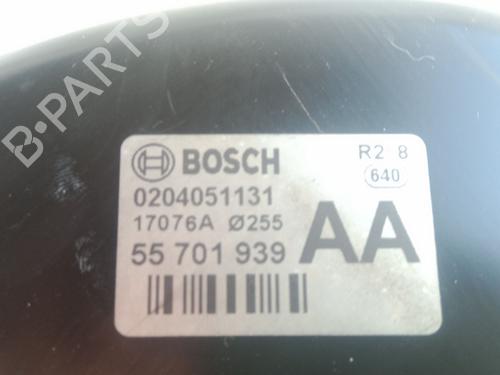 B-PARTS
BOSCH
R2 8
640
0204051131
17076A Ø255
55 701 939
AA